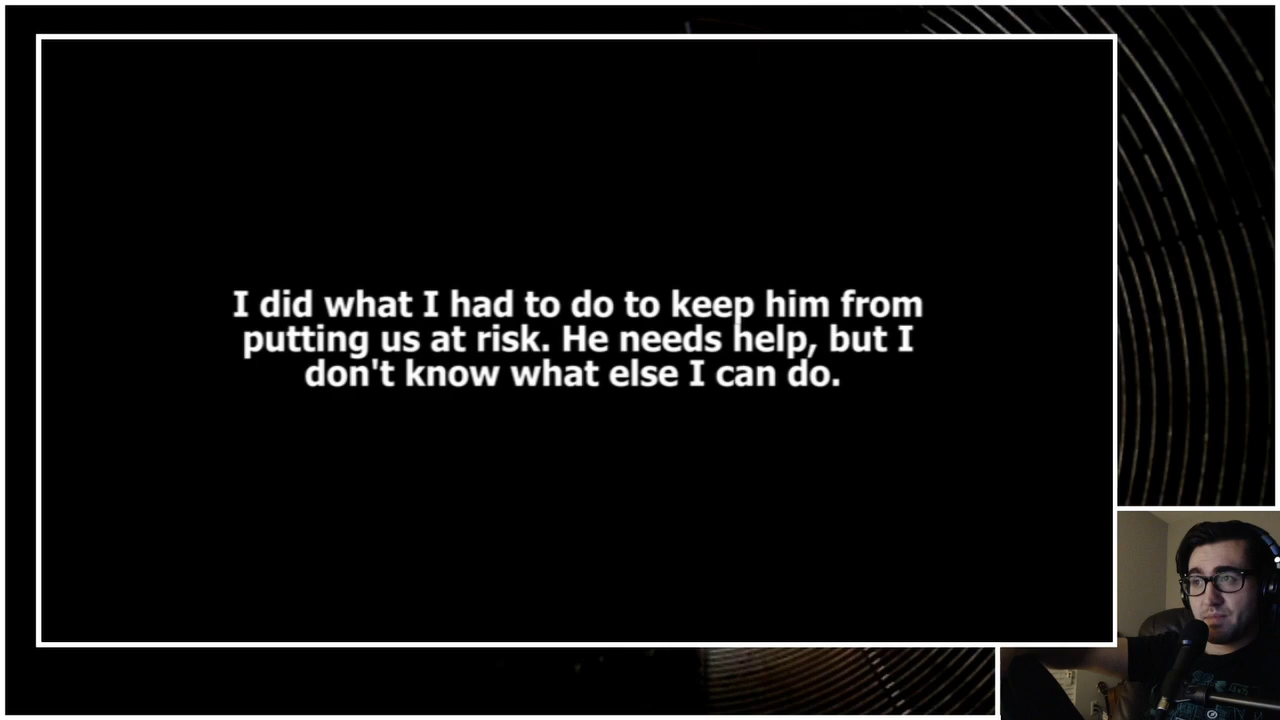 I did what I had to do to keep him from
putting us at risk. He needs help, but I
don't know what else I can do.